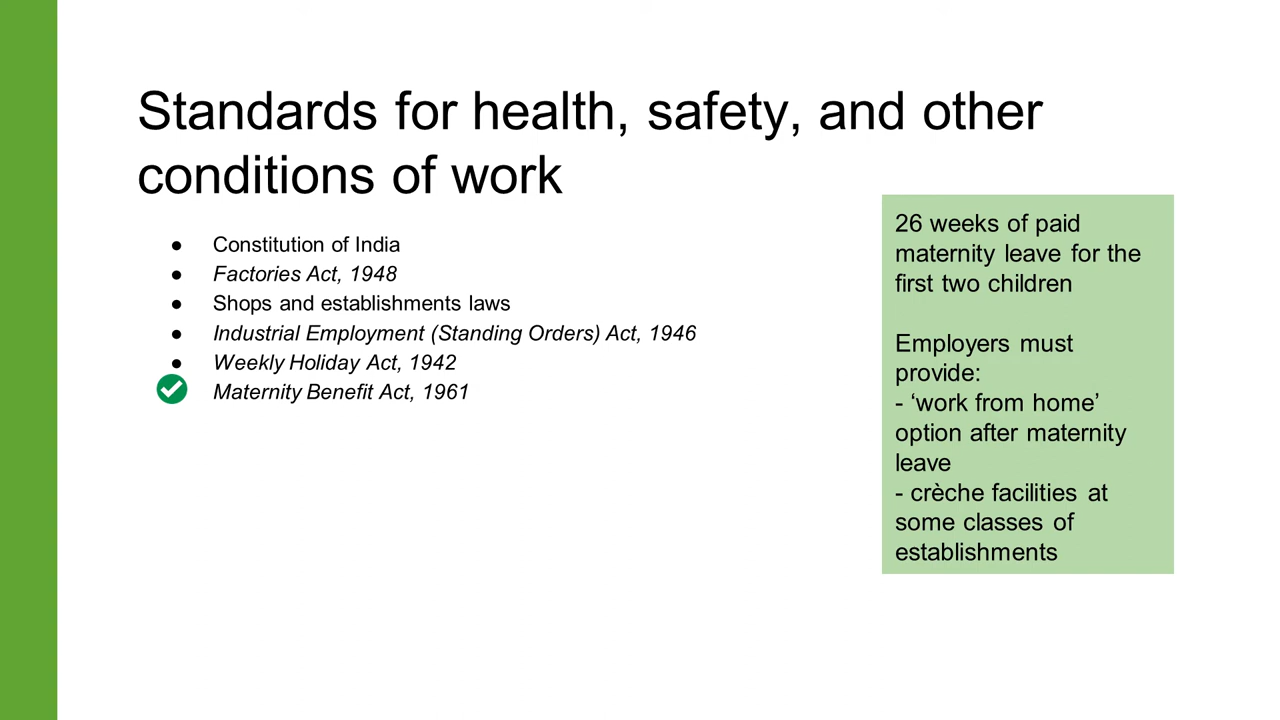 Standards for health, safety, and other
conditions of work
● Constitution of India
● Factories Act, 1948
● Shops and establishments laws
● Industrial Employment (Standing Orders) Act, 1946
● Weekly Holiday Act, 1942
Maternity Benefit Act, 1961
26 weeks of paid
maternity leave for the
first two children
Employers must
provide:
- ‘work from home’
option after maternity
leave
- crèche facilities at
some classes of
establishments